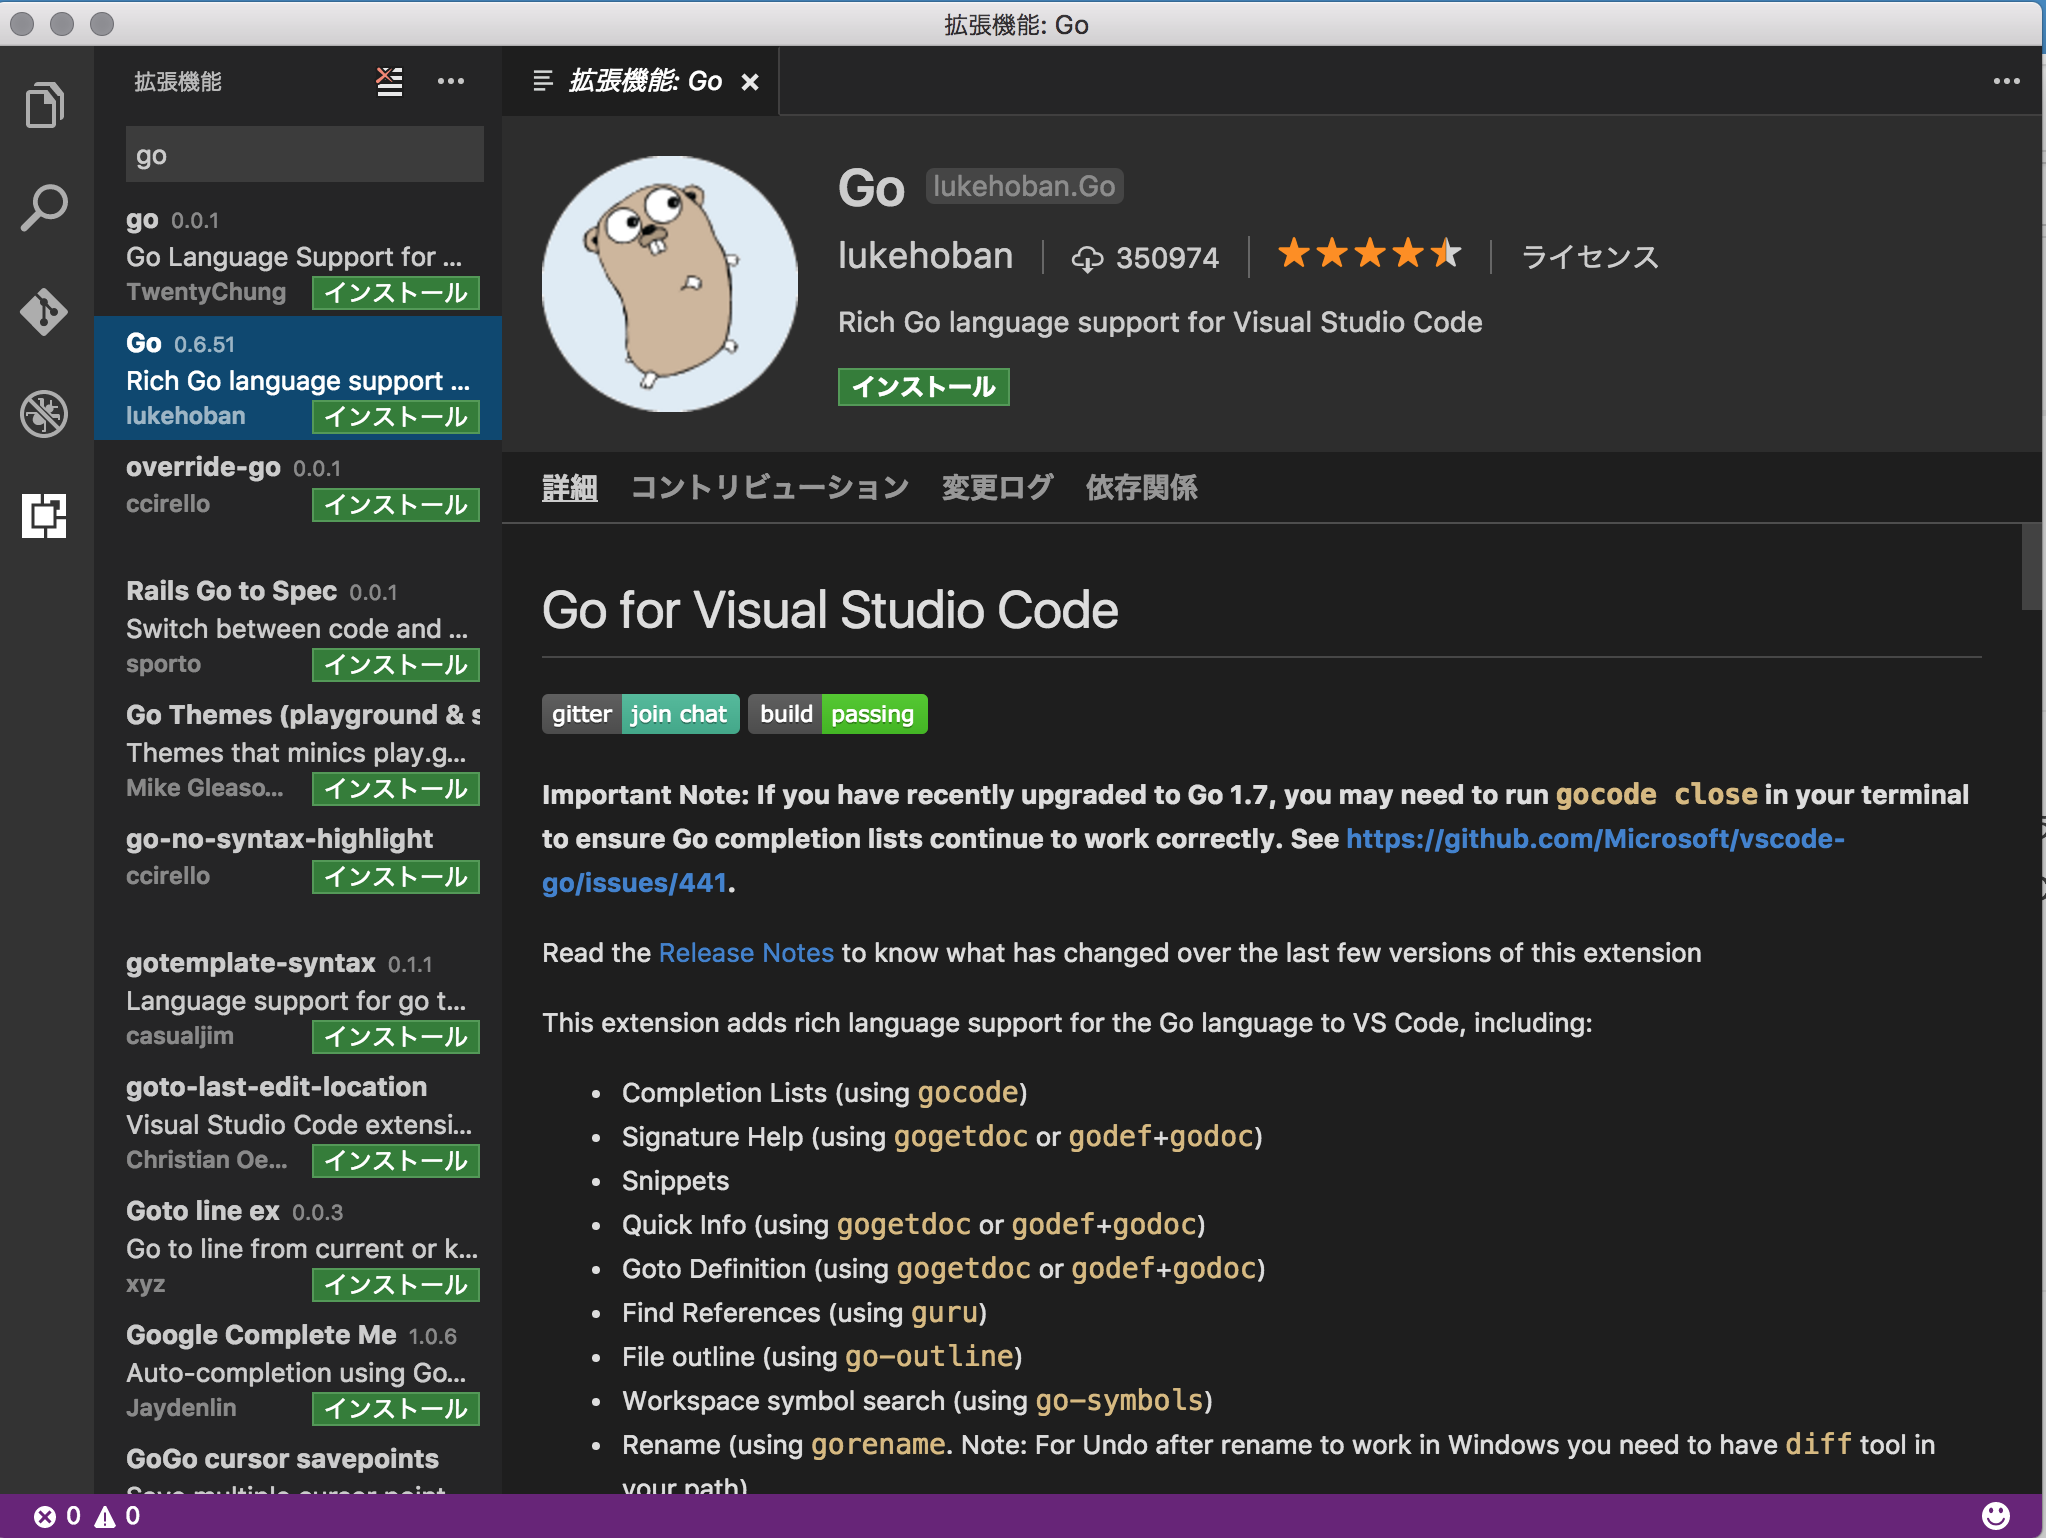 拡張機能: Go
拡張機能
go
go 0.0.1
Go Language Support for ...
TwentyChung インストール
Go 0.6.51
Rich Go language support ...
lukehoban インストール
override-go 0.0.1
ccirello インストール
Rails Go to Spec 0.0.1
Switch between code and ...
sporto インストール
Go Themes (playground & s
Themes that minics play.g...
Mike Gleaso... インストール
go-no-syntax-highlight
ccirello インストール
gotemplate-syntax 0.1.1
Language support for go t...
casualjim インストール
goto-last-edit-location
Visual Studio Code extensi...
Christian Oe... インストール
Goto line ex 0.0.3
Go to line from current or k...
xyz インストール
Google Complete Me 1.0.6
Auto-completion using Go...
Jaydenlin インストール
GoGo cursor savepoints
Save multiple cursor point
拡張機能: Go
Go lukehoban.Go
lukehoban 350974 ライセンス
Rich Go language support for Visual Studio Code
インストール
詳細 コントリビューション 変更ログ 依存関係
Go for Visual Studio Code
gitter join chat build passing
Important Note: If you have recently upgraded to Go 1.7, you may need to run gocode close in your terminal
to ensure Go completion lists continue to work correctly. See https://github.com/Microsoft/vscode-
go/issues/441.
Read the Release Notes to know what has changed over the last few versions of this extension
This extension adds rich language support for the Go language to VS Code, including:
• Completion Lists (using gocode)
• Signature Help (using gogetdoc or godef+godoc)
• Snippets
• Quick Info (using gogetdoc or godef+godoc)
• Goto Definition (using gogetdoc or godef+godoc)
• Find References (using guru)
• File outline (using go-outline)
• Workspace symbol search (using go-symbols)
• Rename (using gorename. Note: For Undo after rename to work in Windows you need to have diff tool in
your path)
0 0